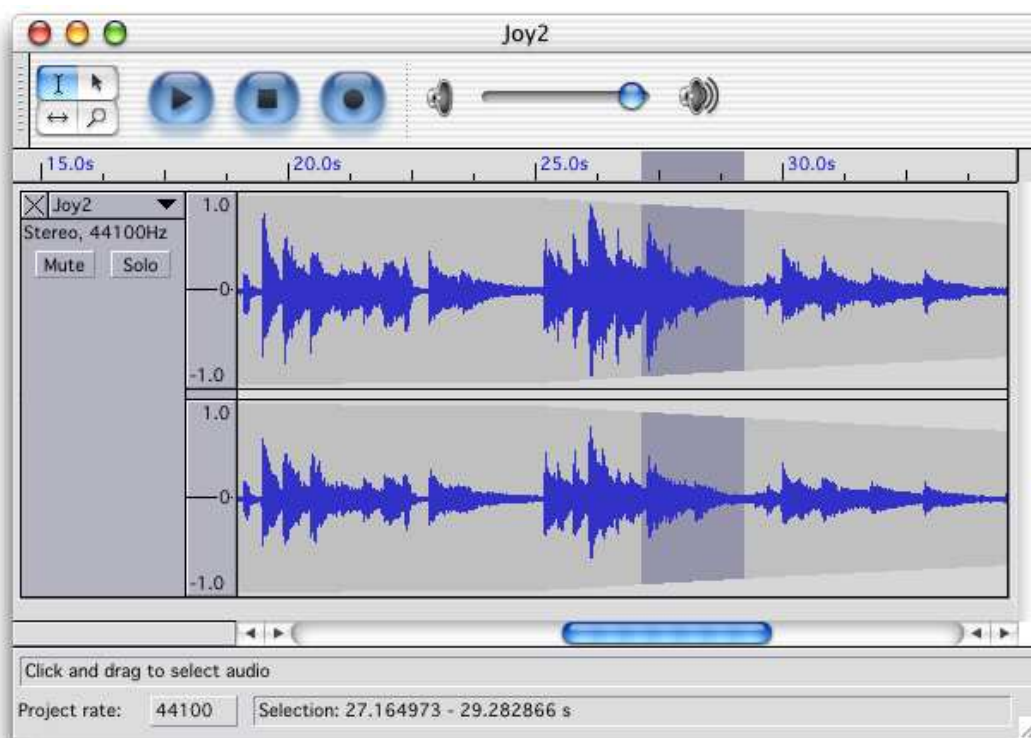 Joy2
15.0s 20.0s 25.0s 30.0s
Joy2
Stereo, 44100Hz
Mute Solo
1.0
0
-1.0
1.0
0
-1.0
Click and drag to select audio
Project rate: 44100 Selection: 27.164973 - 29.282866 s